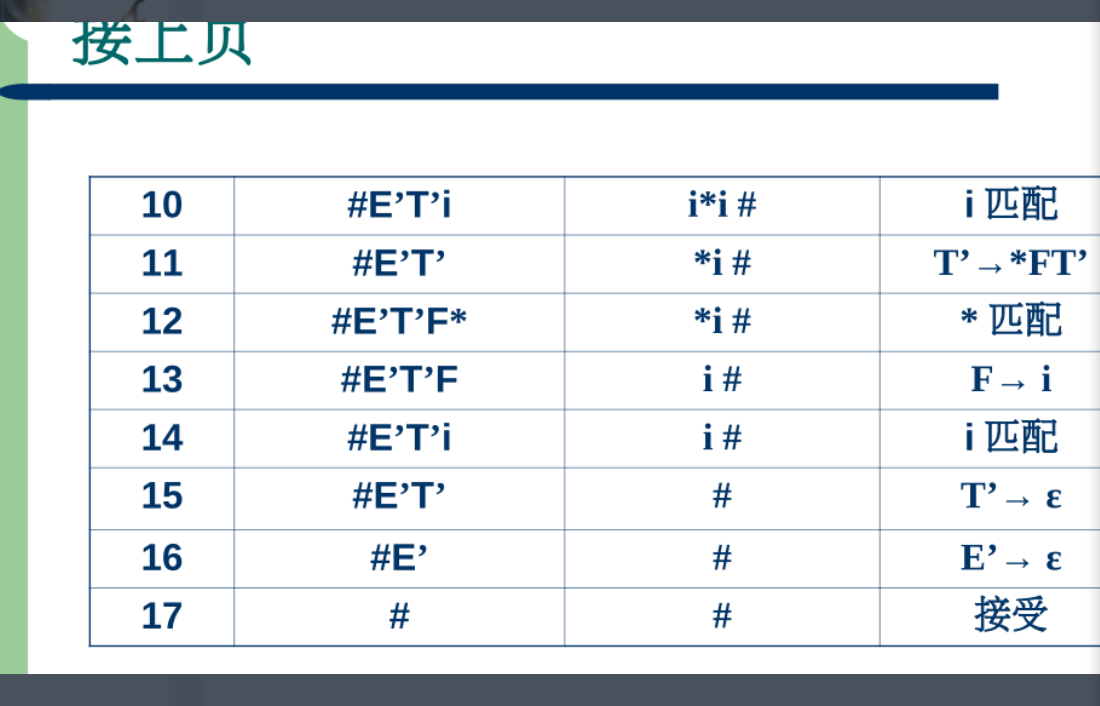 接上页
10 #E’T’i i*i # i 匹配
11 #E’T’ *i # T’→*FT’
12 #E’T’F* *i # * 匹配
13 #E’T’F i # F→ i
14 #E’T’i i # i 匹配
15 #E’T’ # T’→ ε
16 #E’ # E’→ ε
17 # # 接受